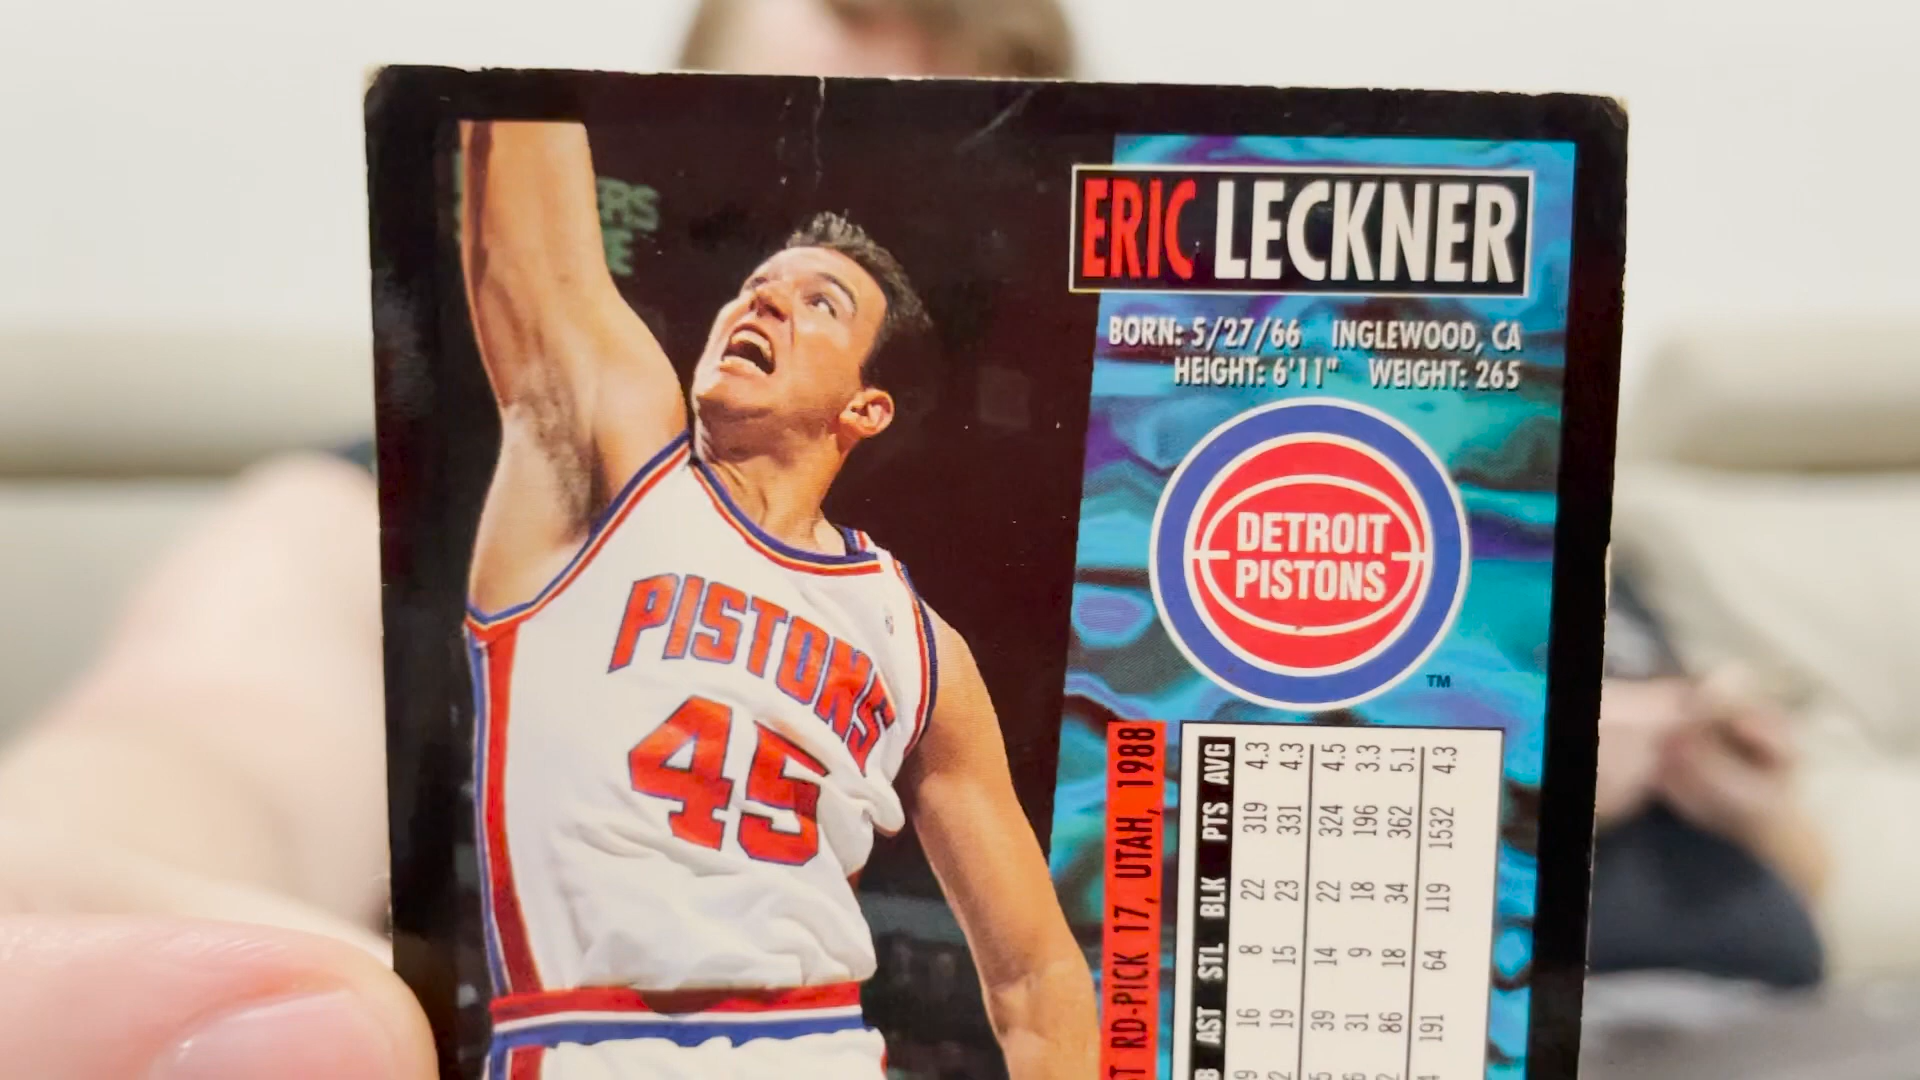 ERIC LECKNER
BORN: 5/27/66 INGLEWOOD, CA
HEIGHT: 6'11" WEIGHT: 265
DETROIT
PISTONS
TM
PISTONS
45
RD-PICK 17, UTAH, 1988
AST STL BLK PTS AVG
16 8 22 319 4.3
19 15 23 331 4.3
39 14 22 324 4.5
31 9 18 196 3.3
86 18 34 362 5.1
191 64 119 1532 4.3